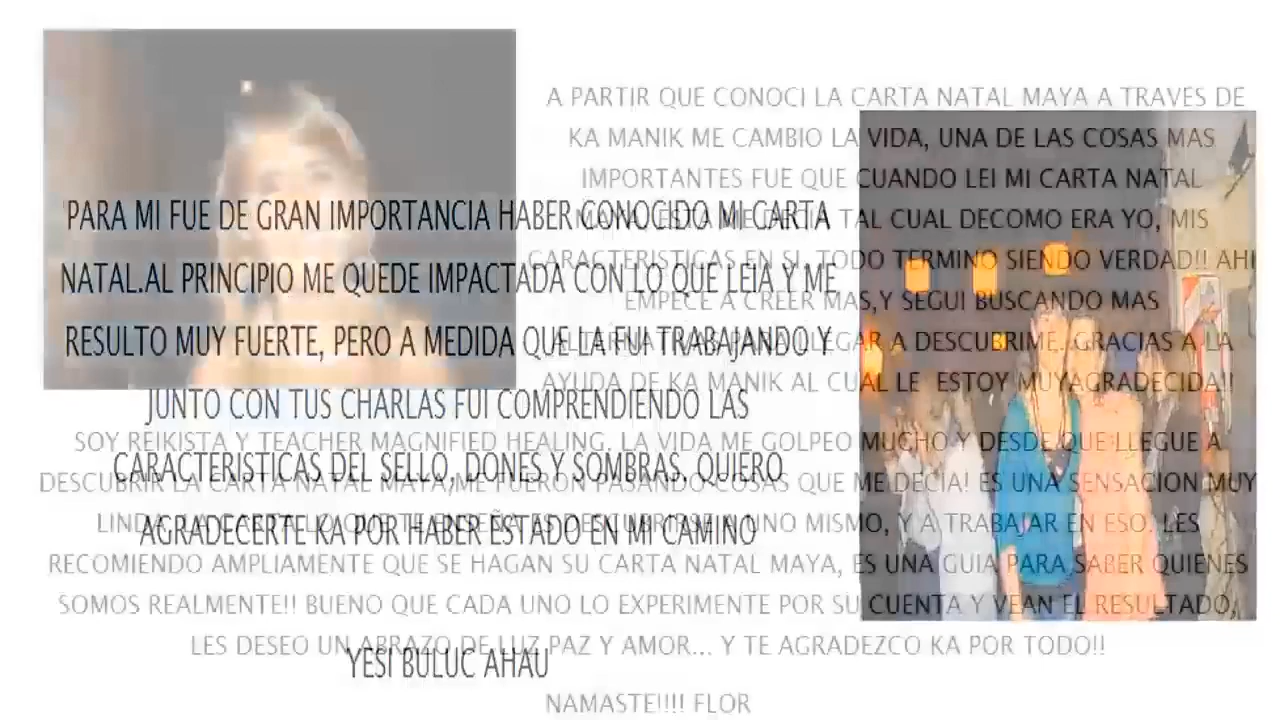 'PARA MI FUE DE GRAN IMPORTANCIA HABER CONOCIDO MI CARTA
NATAL.AL PRINCIPIO ME QUEDE IMPACTADA CON LO QUE LEIA Y ME
RESULTO MUY FUERTE, PERO A MEDIDA QUE LA FUI TRABAJANDO Y
JUNTO CON TUS CHARLAS FUI COMPRENDIENDO LAS
CARACTERISTICAS DEL SELLO, DONES Y SOMBRAS, QUIERO
AGRADECERTE KA POR HABER ESTADO EN MI CAMINO
YESI BULUC AHAU
A PARTIR QUE CONOCI LA CARTA NATAL MAYA A TRAVES DE
KA MANIK ME CAMBIO LA VIDA, UNA DE LAS COSAS MAS
IMPORTANTES FUE QUE CUANDO LEI MI CARTA NATAL
TAL CUAL DECOMO ERA YO, MIS
CARACTERISTICAS EN SI, TODO TERMINO SIENDO VERDAD!! AHI
EMPECE A CREER MAS,Y SEGUI BUSCANDO MAS
LLEGAR A DESCUBRIME, GRACIAS A LA
AYUDA DE KA MANIK AL CUAL LE ESTOY MUYAGRADECIDA!!
SOY REIKISTA Y TEACHER MAGNIFIED HEALING, LA VIDA ME GOLPEO MUCHO Y DESDE QUE LLEGUE A
DESCUBRIR LA CARTA NATAL MAYA,ME FUERON PASANDO COSAS QUE ME DECIA! ES UNA SENSACION MUY
LINDA, LA CARTA ES DESCUBRIRSE A UNO MISMO, Y A TRABAJAR EN ESO. LES
RECOMIENDO AMPLIAMENTE QUE SE HAGAN SU CARTA NATAL MAYA, ES UNA GUIA PARA SABER QUIENES
SOMOS REALMENTE!! BUENO QUE CADA UNO LO EXPERIMENTE POR SU CUENTA Y VEAN EL RESULTADO,
LES DESEO UN ABRAZO DE LUZ PAZ Y AMOR... Y TE AGRADEZCO KA POR TODO!!
NAMASTE!!!! FLOR